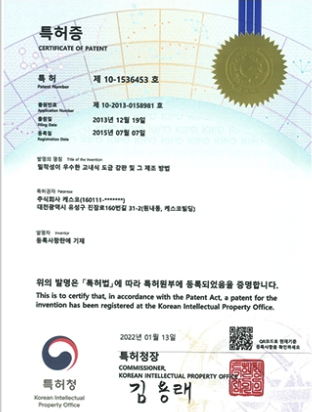 특허증
CERTIFICATE OF PATENT
특 허 제 10-1536453 호
Patent Number
출원번호 제 10-2013-0158981 호
Application Number
출원일 2013년 12월 19일
Filing Date
등록일 2015년 07월 07일
Registration Date
발명의 명칭 Title of the Invention
밀착성이 우수한 고내식 도금 강판 및 그 제조 방법
특허권자 Patentee
주식회사 케스코(160111-*******)
대전광역시 유성구 진잠로160번길 31-2(원내동, 케스코빌딩)
발명자 Inventor
등록사항란에 기재
위의 발명은 「특허법」에 따라 특허원부에 등록되었음을 증명합니다.
This is to certify that, in accordance with the Patent Act, a patent for the
invention has been registered at the Korean Intellectual Property Office.
2022년 01월 13일
QR코드로 현재기준
등록사항을 확인하세요
특허청장
COMMISSIONER,
KOREAN INTELLECTUAL PROPERTY OFFICE
김용래
특허청
Korean Intellectual
Property Office